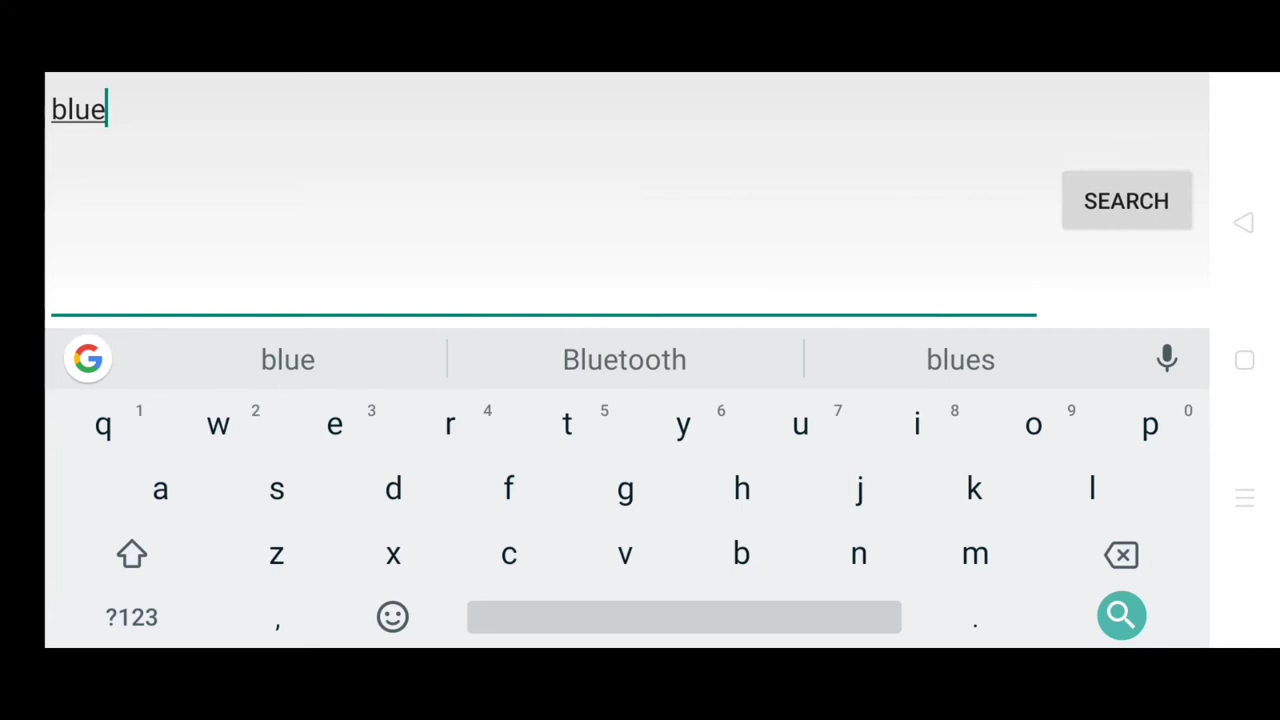 blue
SEARCH
blue Bluetooth blues
q 1 w 2 e 3 r 4 t 5 y 6 u 7 i 8 o 9 p 0
a s d f g h j k l
z x c v b n m
?123 , .